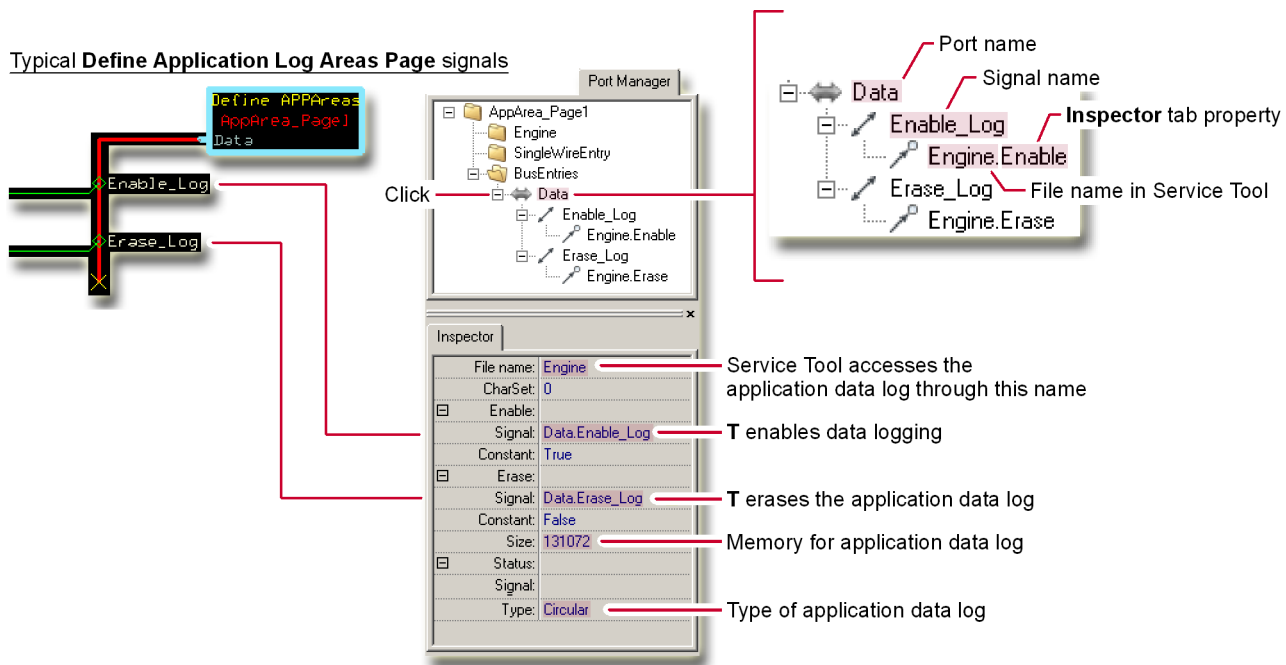 Typical Define Application Log Areas Page signals
Define APPAreas
AppArea_Page1
Data
Enable_Log
Erase_Log
Port Manager
AppArea_Page1
Engine
SingleWireEntry
BusEntries
Click
Data
Enable_Log
Engine.Enable
Erase_Log
Engine.Erase
Port name
Data
Signal name
Enable_Log
Inspector tab property
Engine.Enable
Erase_Log
File name in Service Tool
Engine.Erase
x
Inspector
File name: Engine
Service Tool accesses the
application data log through this name
CharSet: 0
Enable:
Signal: Data.Enable_Log
T enables data logging
Constant: True
Erase:
Signal: Data.Erase_Log
T erases the application data log
Constant: False
Size: 131072
Memory for application data log
Status:
Signal:
Type: Circular
Type of application data log